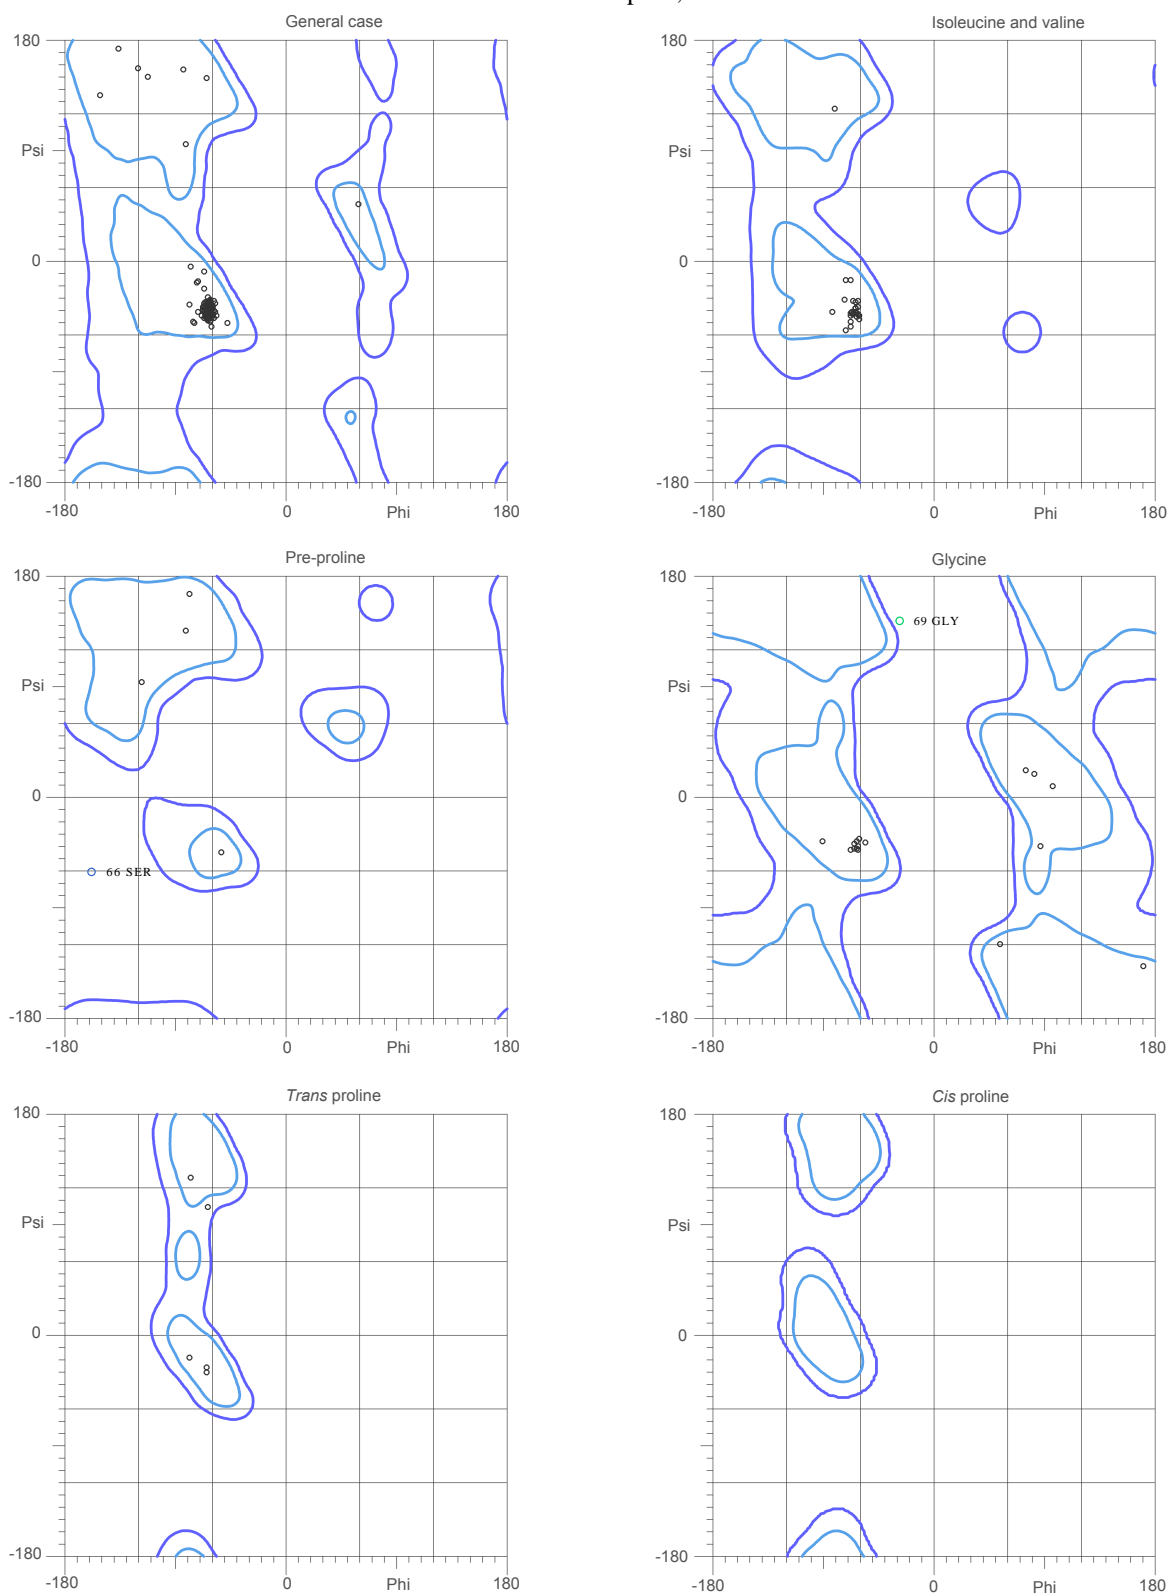 General case
180
Psi
0
-180
-180
0
Phi
180
Isoleucine and valine
180
Psi
0
-180
-180
0
Phi
180
Pre-proline
180
Psi
0
66 SER
-180
-180
0
Phi
180
Glycine
180
69 GLY
Psi
0
-180
-180
0
Phi
180
Trans proline
180
Psi
0
-180
-180
0
Phi
180
Cis proline
180
Psi
0
-180
-180
0
Phi
180